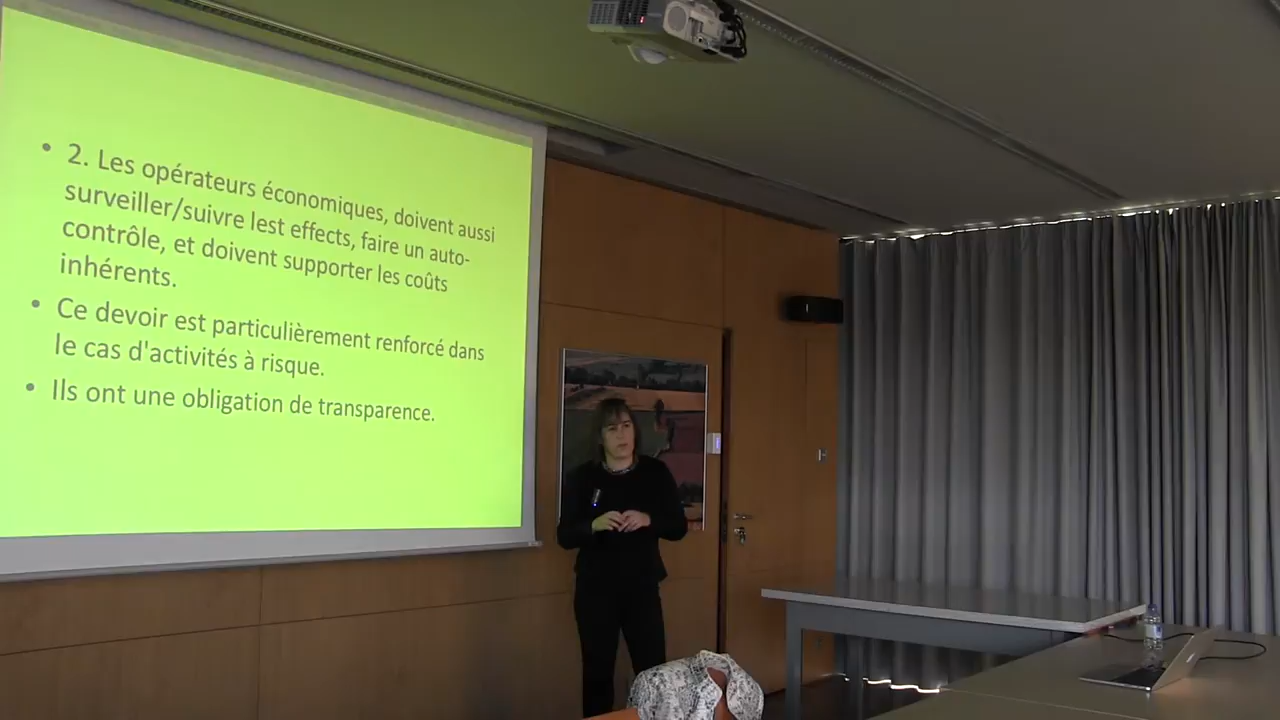 • 2. Les opérateurs économiques, doivent aussi
surveiller/suivre lest effects, faire un auto-
contrôle, et doivent supporter les coûts
inhérents.
• Ce devoir est particulièrement renforcé dans
le cas d'activités à risque.
• Ils ont une obligation de transparence.